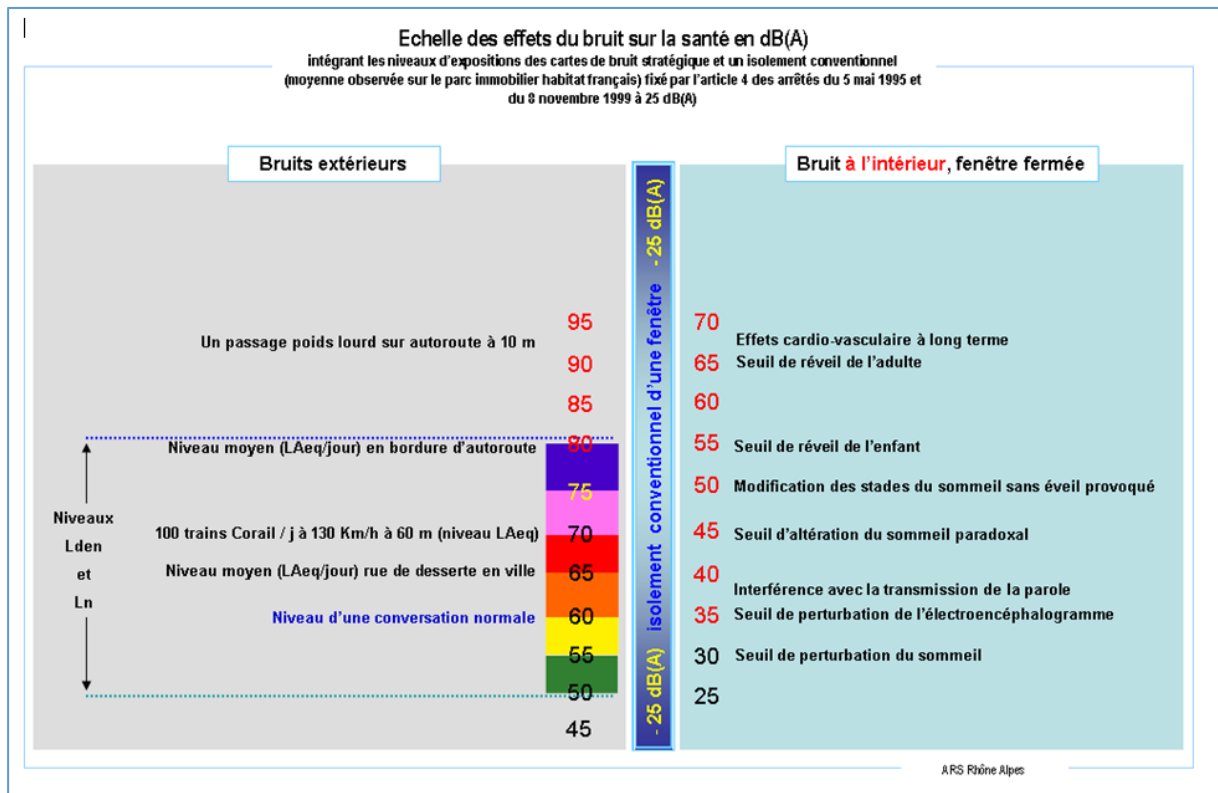 Echelle des effets du bruit sur la santé en dB(A)
intégrant les niveaux d'expositions des cartes de bruit stratégique et un isolement conventionnel
(moyenne observée sur le parc immobilier habitat français) fixé par l'article 4 des arrêtés du 5 mai 1995 et
du 8 novembre 1999 à 25 dB(A)
Bruits extérieurs
Un passage poids lourd sur autoroute à 10 m
Niveau moyen (LAeq/jour) en bordure d'autoroute
100 trains Corail / j à 130 Km/h à 60 m (niveau LAeq)
Niveau moyen (LAeq/jour) rue de desserte en ville
Niveau d'une conversation normale
Niveaux
Lden
et
Ln
95
90
85
80
75
70
65
60
55
50
45
- 25 dB(A) isolement conventionnel d'une fenêtre - 25 dB(A)
Bruit à l'intérieur, fenêtre fermée
70
Effets cardio-vasculaire à long terme
65 Seuil de réveil de l'adulte
60
55 Seuil de réveil de l'enfant
50 Modification des stades du sommeil sans éveil provoqué
45 Seuil d'altération du sommeil paradoxal
40
Interférence avec la transmission de la parole
35 Seuil de perturbation de l'électroencéphalogramme
30 Seuil de perturbation du sommeil
25
ARS Rhône Alpes